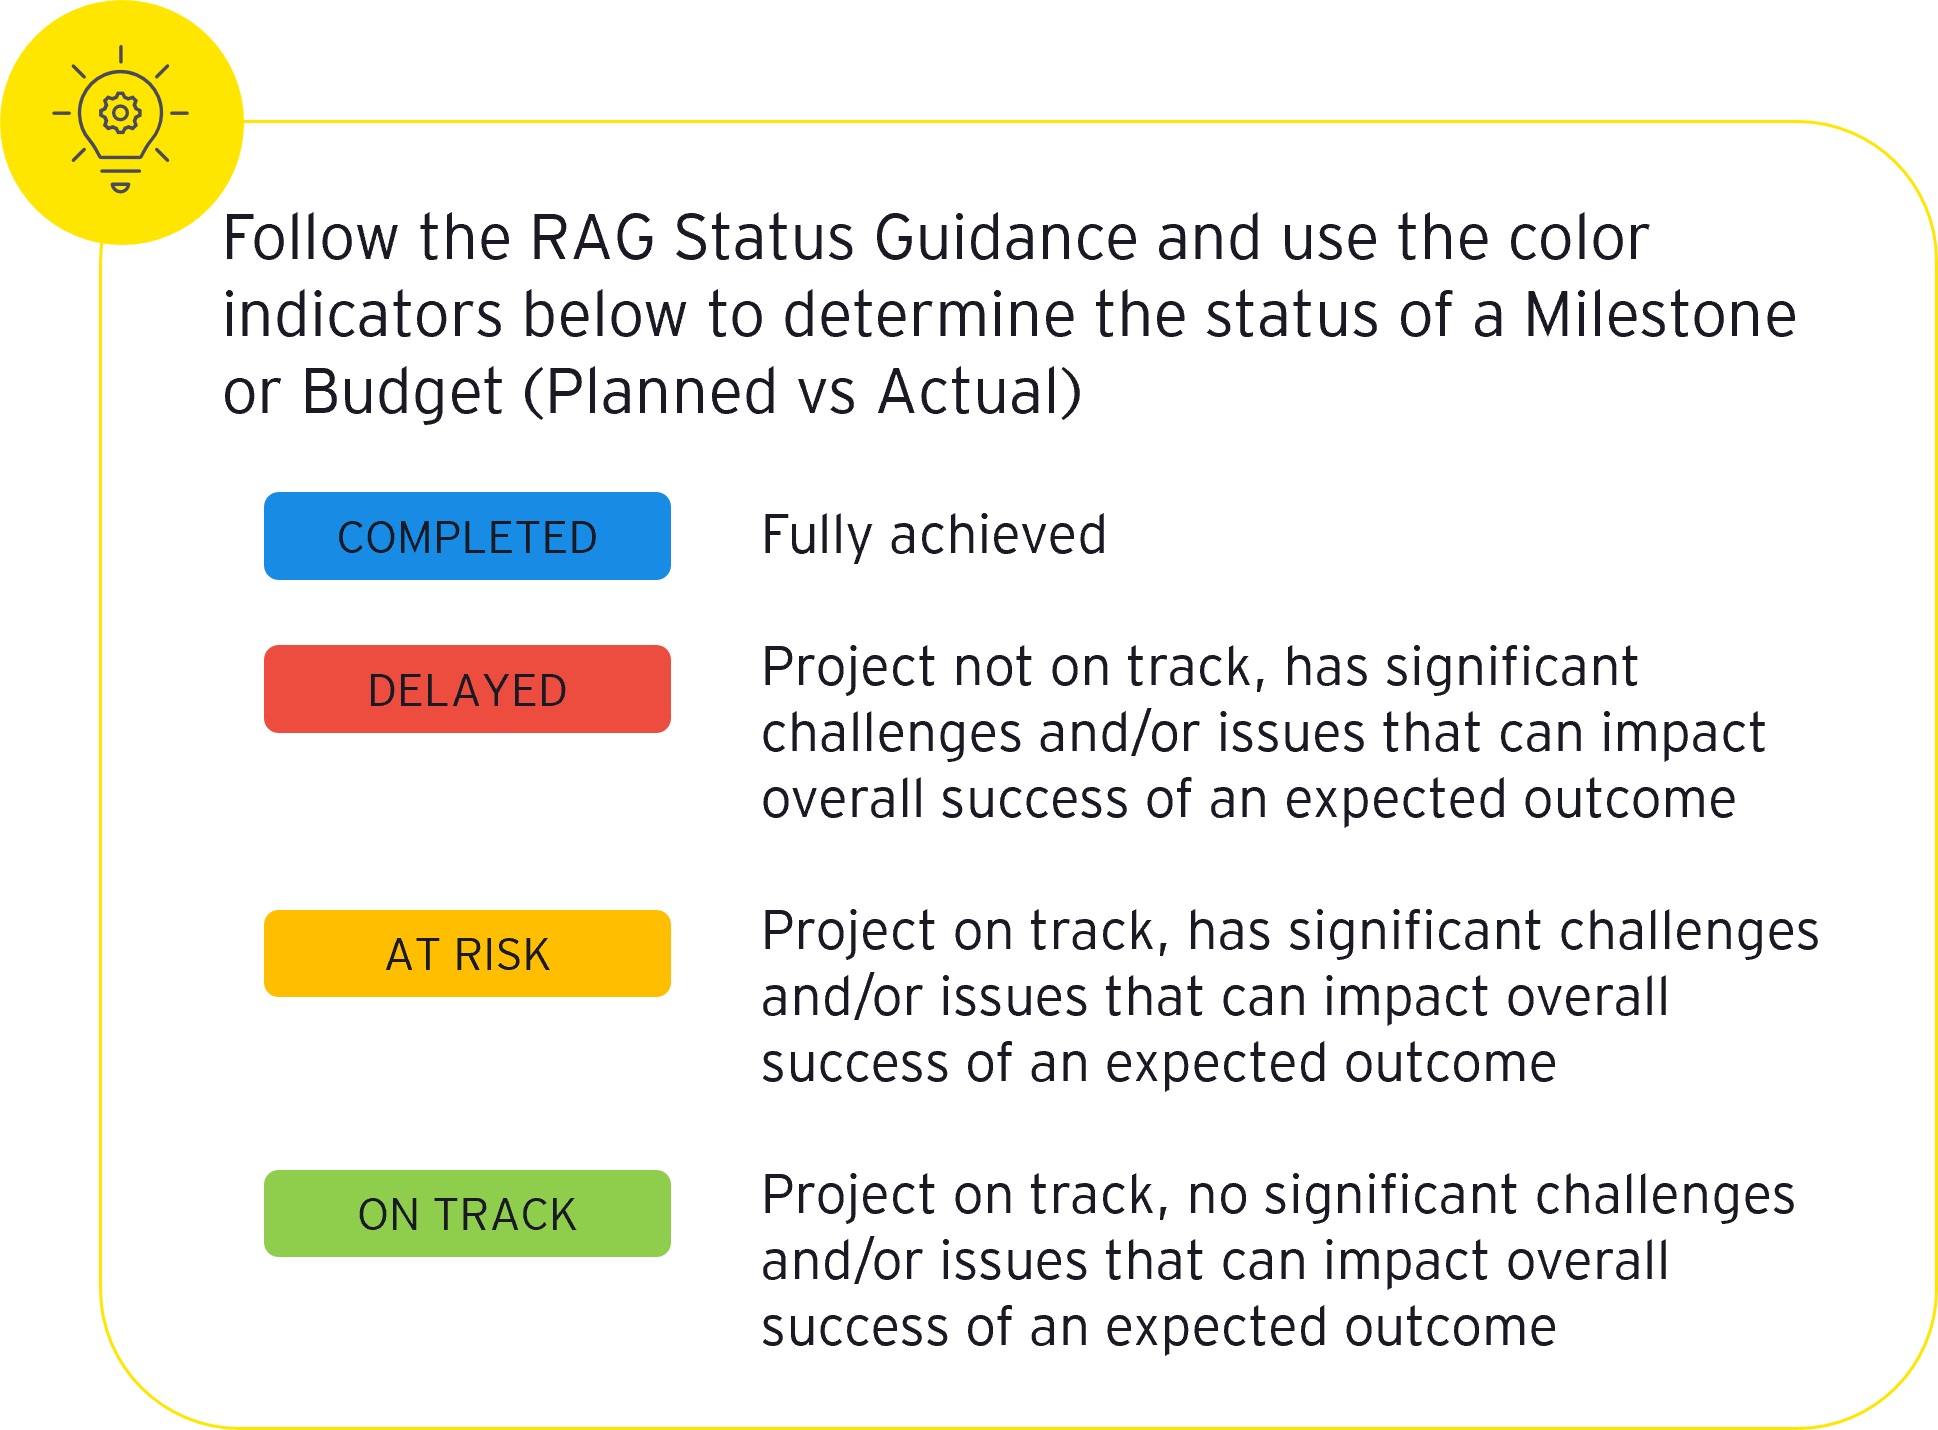 Follow the RAG Status Guidance and use the color
indicators below to determine the status of a Milestone
or Budget (Planned vs Actual)
COMPLETED
Fully achieved
DELAYED
Project not on track, has significant
challenges and/or issues that can impact
overall success of an expected outcome
AT RISK
Project on track, has significant challenges
and/or issues that can impact overall
success of an expected outcome
ON TRACK
Project on track, no significant challenges
and/or issues that can impact overall
success of an expected outcome